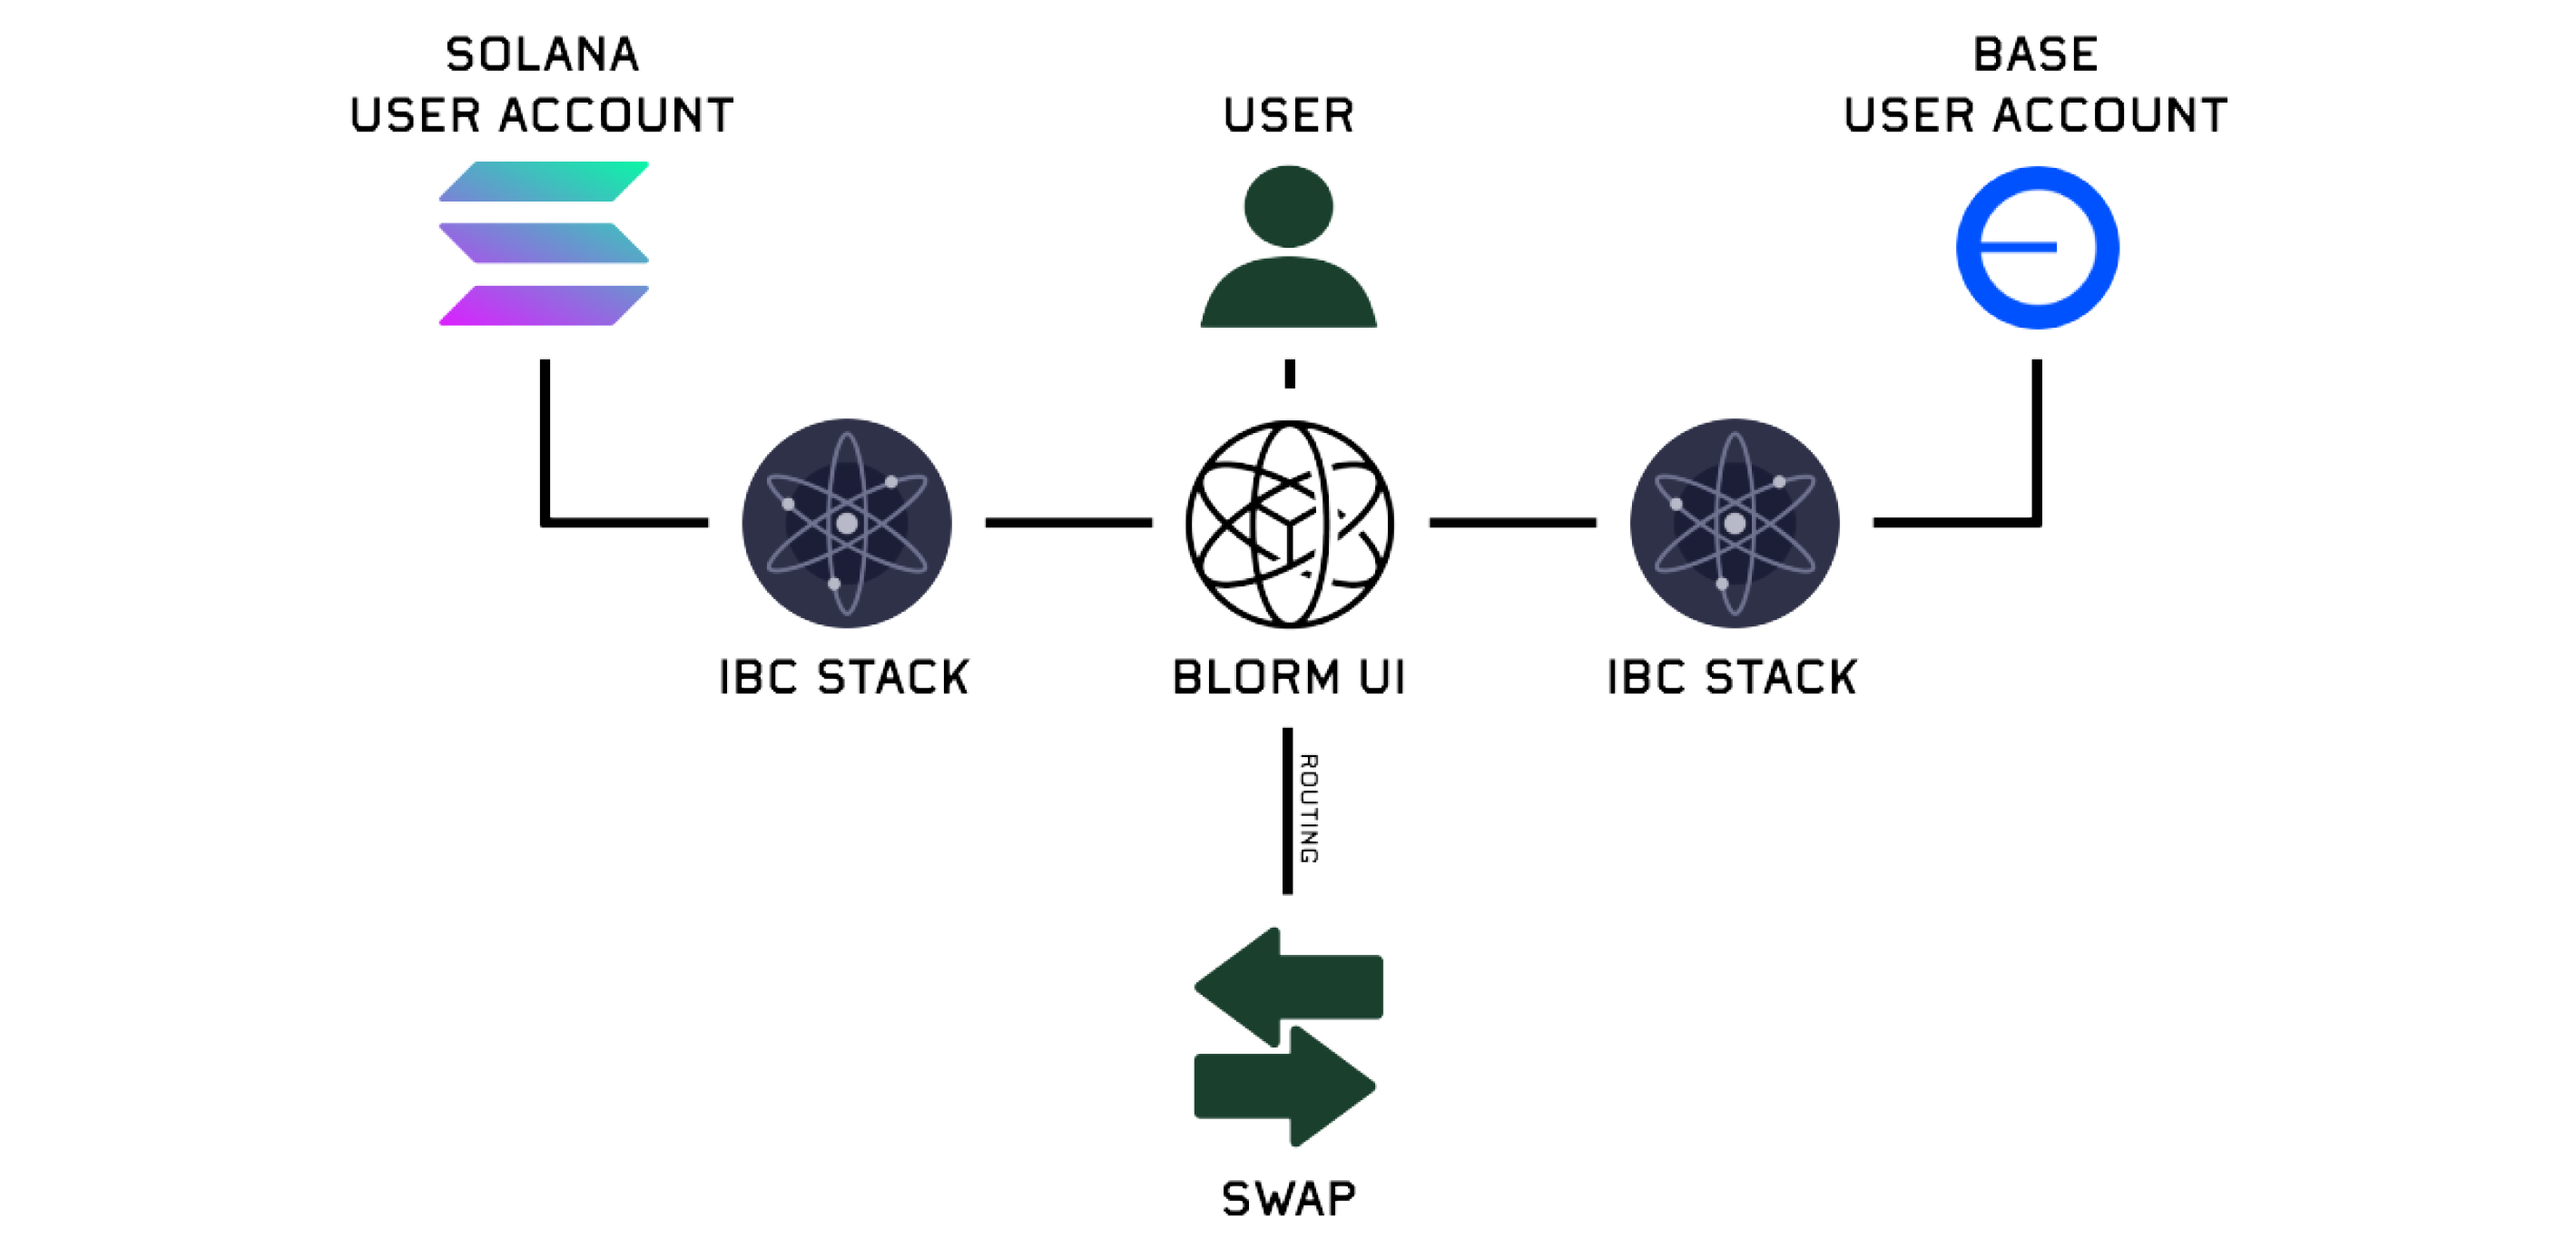 SOLANA
USER ACCOUNT
USER
BASE
USER ACCOUNT
IBC STACK
BLORM UI
IBC STACK
ROUTING
SWAP